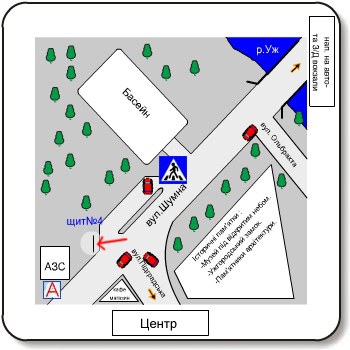 р.Уж
нап. на авто-
та З/Д вокзали
Басейн
вул. Ольбрахта
вул.Шумна
щит№4
Історичні пам'ятки :
-Музей під відкритим небом.
-Ужгородський замок.
-Пам'ятники архітектури.
АЗС
А
вул.Підградська
кафе
магазин
Центр